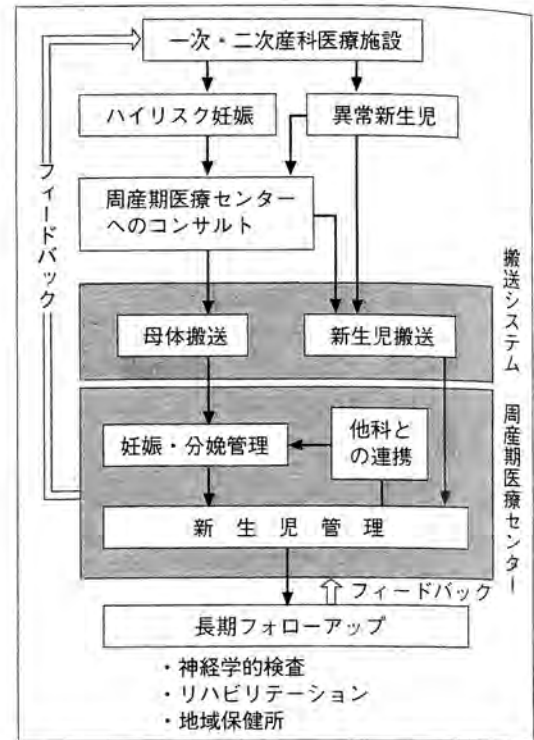 一次・二次産科医療施設
ハイリスク妊娠
異常新生児
周産期医療センター
へのコンサルト
フィードバック
搬送システム
母体搬送
新生児搬送
周産期医療センター
妊娠・分娩管理
他科と
の連携
新生児管理
フィードバック
長期フォローアップ
・神経学的検査
・リハビリテーション
・地域保健所